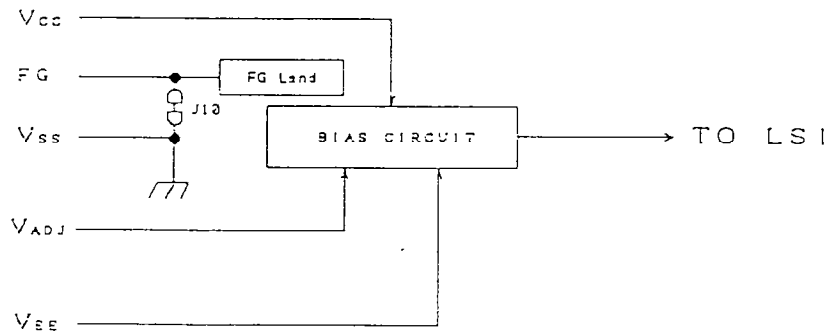 VCC
FG
FG Land
J10
VSS
BIAS CIRCUIT
TO LSI
VADJ
VEE